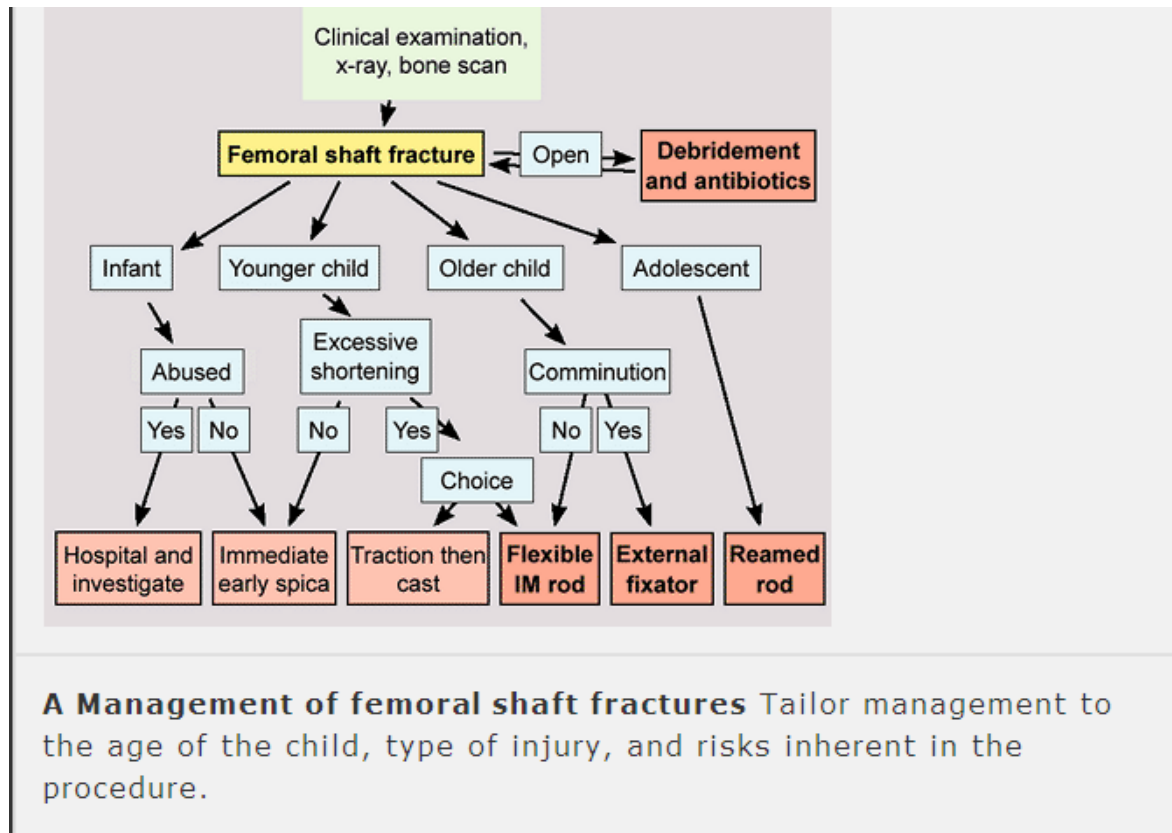 Clinical examination,
x-ray, bone scan
Femoral shaft fracture
Open
Debridement
and antibiotics
Infant
Younger child
Older child
Adolescent
Abused
Excessive
shortening
Comminution
Yes
No
No
Yes
No
Yes
Choice
Hospital and
investigate
Immediate
early spica
Traction then
cast
Flexible
IM rod
External
fixator
Reamed
rod
A Management of femoral shaft fractures Tailor management to
the age of the child, type of injury, and risks inherent in the
procedure.